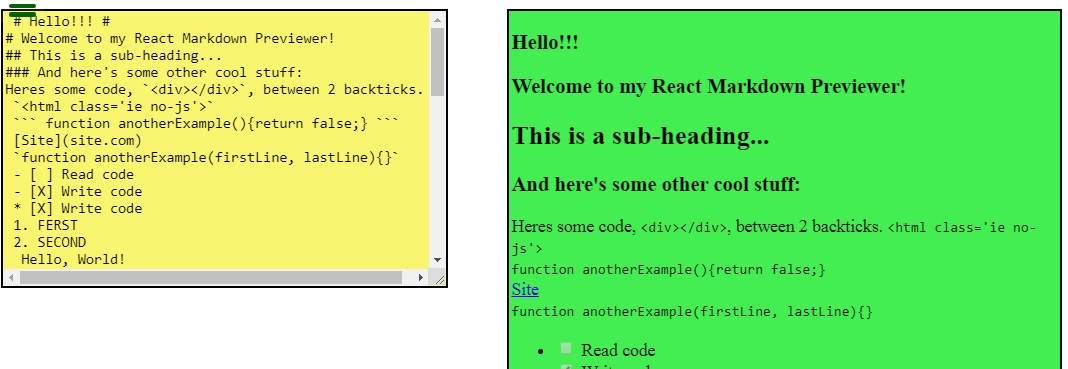 # Hello!!! #
# Welcome to my React Markdown Previewer!
## This is a sub-heading...
### And here's some other cool stuff:
Heres some code, `<div></div>`, between 2 backticks.
`<html class='ie no-js'>`
``` function anotherExample(){return false;} ```
[Site](site.com)
`function anotherExample(firstLine, lastLine){}`
- [ ] Read code
- [X] Write code
* [X] Write code
1. FERST
2. SECOND
Hello, World!
Hello!!!
Welcome to my React Markdown Previewer!
This is a sub-heading...
And here's some other cool stuff:
Heres some code, <div></div>, between 2 backticks. <html class='ie no-
js'>
function anotherExample(){return false;}
Site
function anotherExample(firstLine, lastLine){}
• Read code